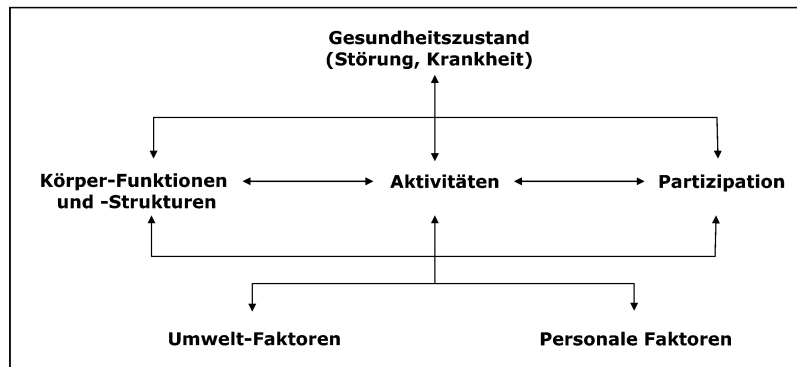 Gesundheitszustand
(Störung, Krankheit)
Körper-Funktionen
und -Strukturen
Aktivitäten
Partizipation
Umwelt-Faktoren
Personale Faktoren